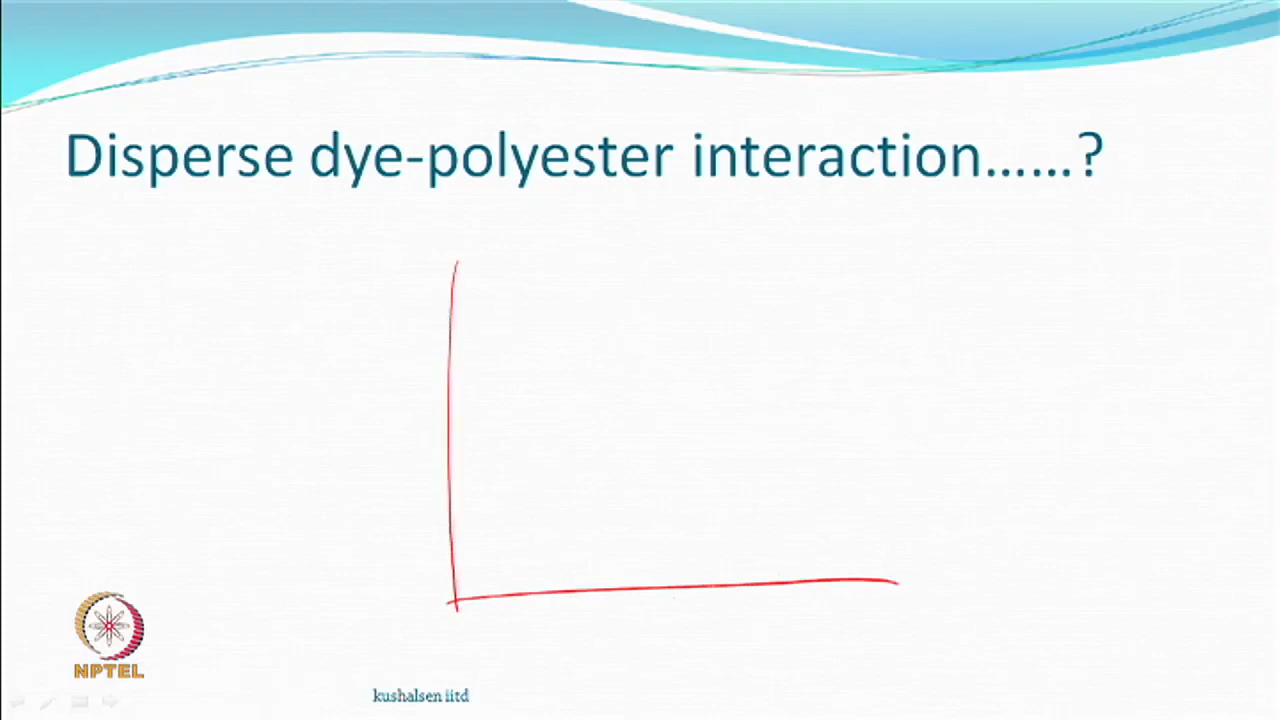 Disperse dye-polyester interaction......?
NPTEL
kushalsen iitd